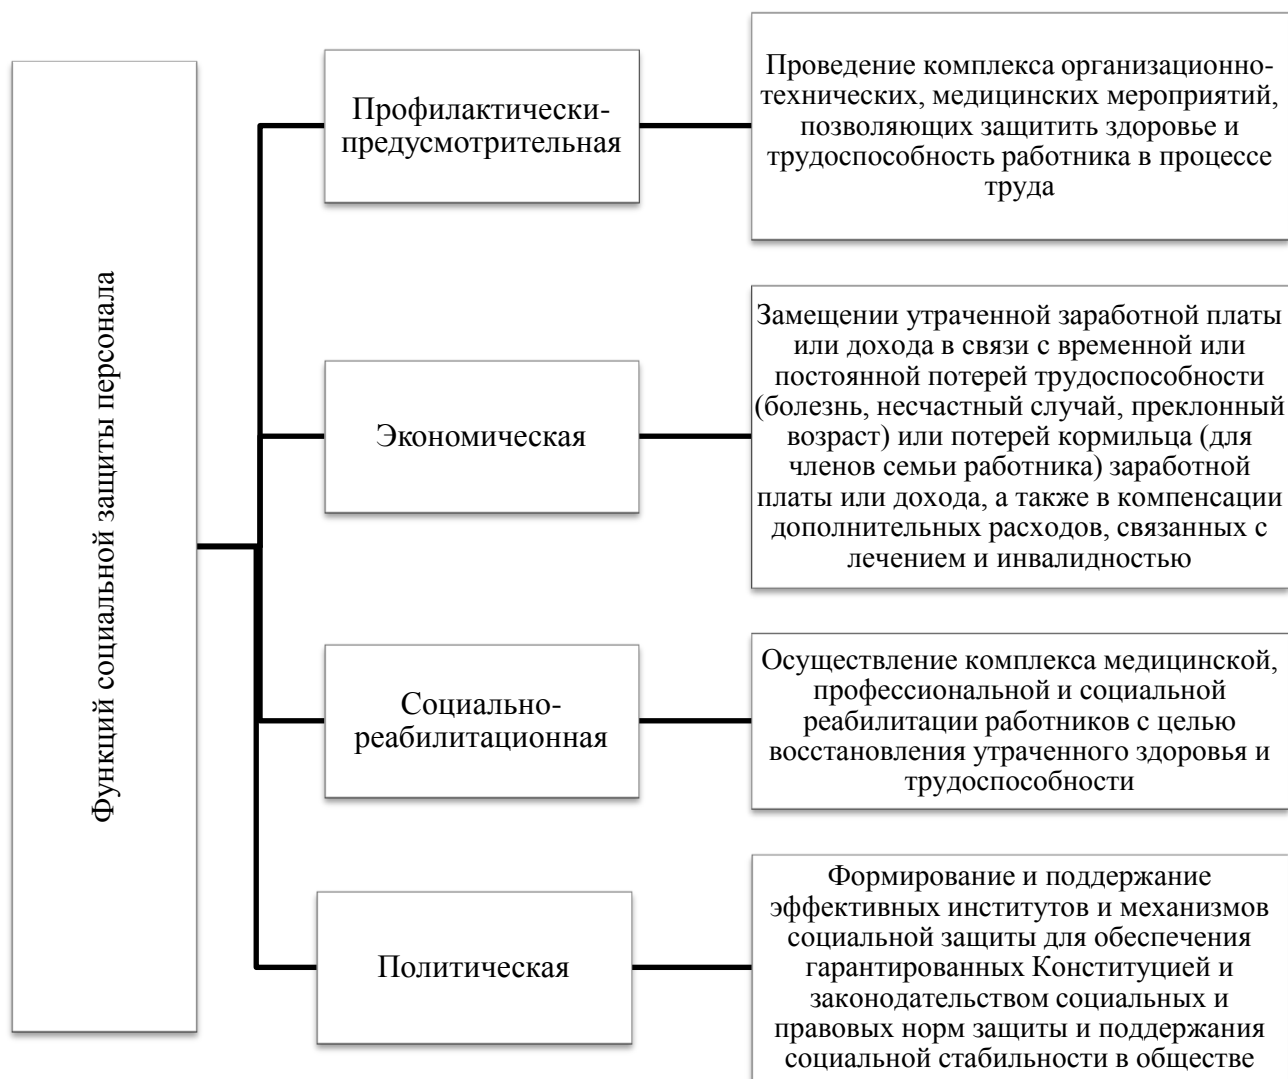 Функций социальной защиты персонала
Профилактически-
предусмотрительная
Проведение комплекса организационно-
технических, медицинских мероприятий,
позволяющих защитить здоровье и
трудоспособность работника в процессе
труда
Экономическая
Замещении утраченной заработной платы
или дохода в связи с временной или
постоянной потерей трудоспособности
(болезнь, несчастный случай, преклонный
возраст) или потерей кормильца (для
членов семьи работника) заработной
платы или дохода, а также в компенсации
дополнительных расходов, связанных с
лечением и инвалидностью
Социально-
реабилитационная
Осуществление комплекса медицинской,
профессиональной и социальной
реабилитации работников с целью
восстановления утраченного здоровья и
трудоспособности
Политическая
Формирование и поддержание
эффективных институтов и механизмов
социальной защиты для обеспечения
гарантированных Конституцией и
законодательством социальных и
правовых норм защиты и поддержания
социальной стабильности в обществе